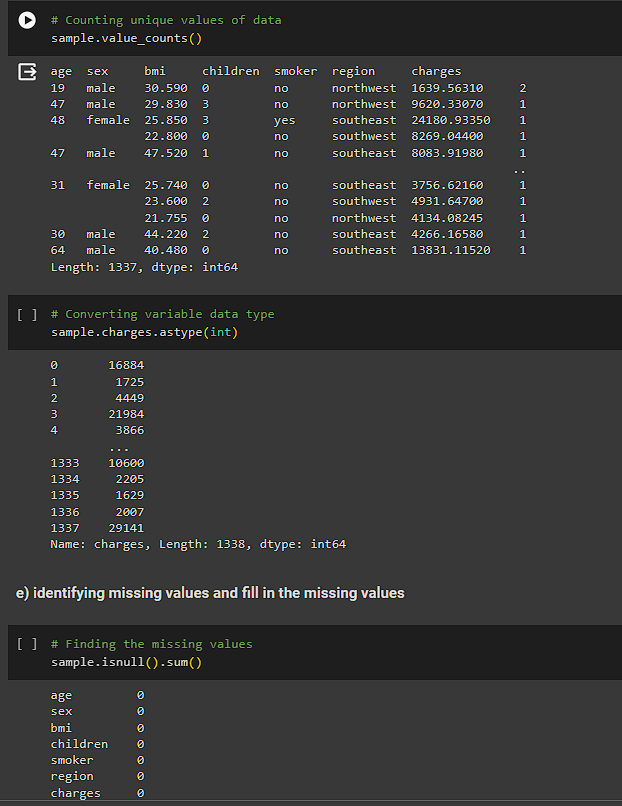 # Counting unique values of data
sample.value_counts()
age sex bmi children smoker region charges
19 male 30.590 0 no northwest 1639.56310 2
47 male 29.830 3 no northwest 9620.33070 1
48 female 25.850 3 yes southeast 24180.93350 1
22.800 0 no southwest 8269.04400 1
47 male 47.520 1 no southeast 8083.91980 1
..
31 female 25.740 0 no southeast 3756.62160 1
23.600 2 no southwest 4931.64700 1
21.755 0 no northwest 4134.08245 1
30 male 44.220 2 no southeast 4266.16580 1
64 male 40.480 0 no southeast 13831.11520 1
Length: 1337, dtype: int64
[ ] # Converting variable data type
sample.charges.astype(int)
0 16884
1 1725
2 4449
3 21984
4 3866
...
1333 10600
1334 2205
1335 1629
1336 2007
1337 29141
Name: charges, Length: 1338, dtype: int64
e) identifying missing values and fill in the missing values
[ ] # Finding the missing values
sample.isnull().sum()
age 0
sex 0
bmi 0
children 0
smoker 0
region 0
charges 0